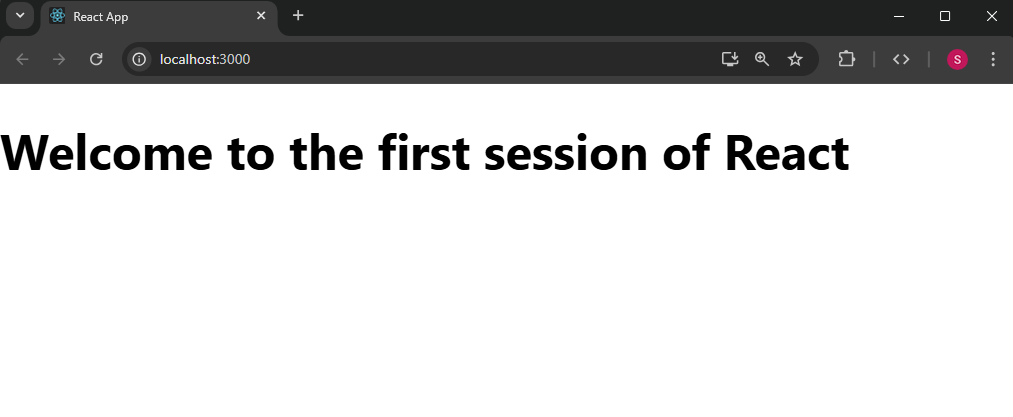 React App
localhost:3000
S
Welcome to the first session of React